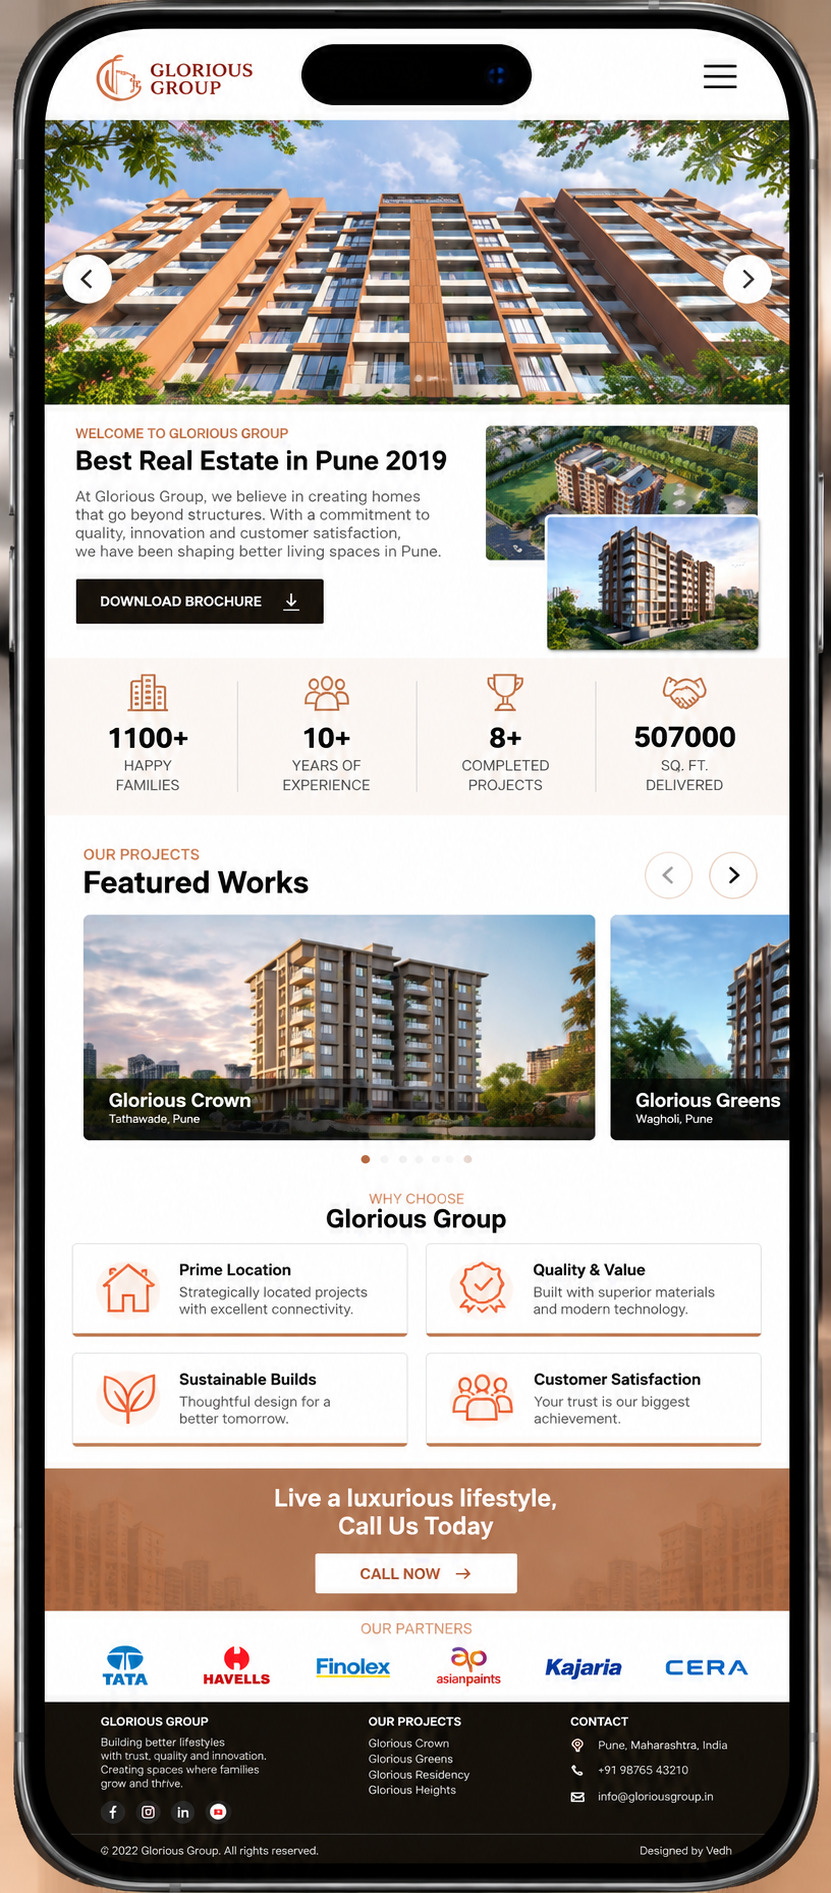 GLORIOUS
GROUP
WELCOME TO GLORIOUS GROUP
Best Real Estate in Pune 2019
At Glorious Group, we believe in creating homes
that go beyond structures. With a commitment to
quality, innovation and customer satisfaction,
we have been shaping better living spaces in Pune.
DOWNLOAD BROCHURE
1100+
HAPPY
FAMILIES
10+
YEARS OF
EXPERIENCE
8+
COMPLETED
PROJECTS
507000
SQ. FT.
DELIVERED
OUR PROJECTS
Featured Works
Glorious Crown
Tathawade, Pune
Glorious Greens
Wagholi, Pune
WHY CHOOSE
Glorious Group
Prime Location
Strategically located projects
with excellent connectivity.
Quality & Value
Built with superior materials
and modern technology.
Sustainable Builds
Thoughtful design for a
better tomorrow.
Customer Satisfaction
Your trust is our biggest
achievement.
Live a luxurious lifestyle,
Call Us Today
CALL NOW
OUR PARTNERS
TATA
HAVELLS
Finolex
asianpaints
Kajaria
CERA
GLORIOUS GROUP
Building better lifestyles
with trust, quality and innovation.
Creating spaces where families
grow and thrive.
OUR PROJECTS
Glorious Crown
Glorious Greens
Glorious Residency
Glorious Heights
CONTACT
Pune, Maharashtra, India
+91 98765 43210
info@gloriousgroup.in
© 2022 Glorious Group. All rights reserved.
Designed by Vedh